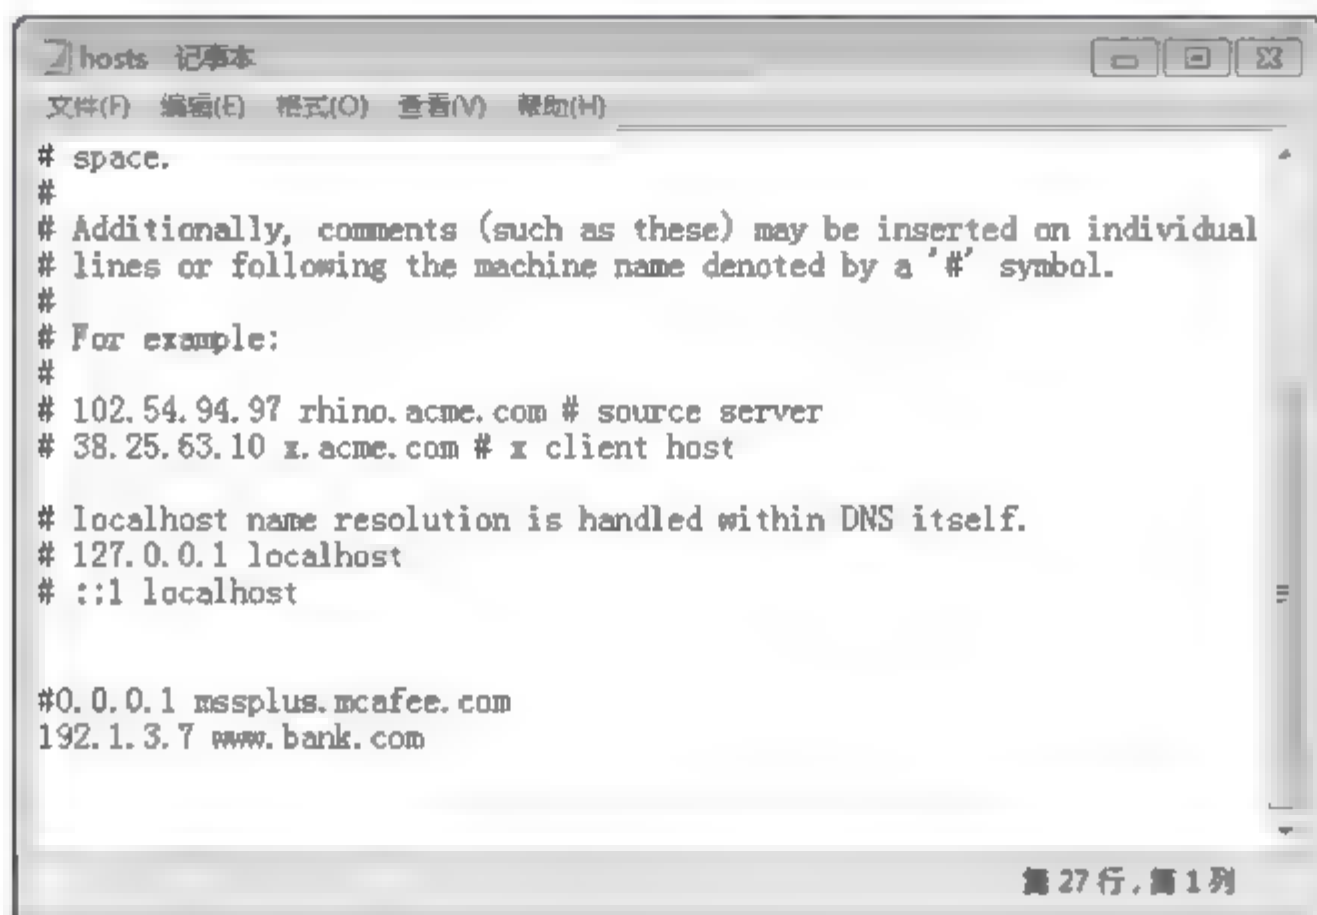 hosts 记事本
文件(F) 编辑(E) 格式(O) 查看(V) 帮助(H)
# space.
#
# Additionally, comments (such as these) may be inserted on individual
# lines or following the machine name denoted by a '#' symbol.
#
# For example:
#
# 102.54.94.97 rhino.acme.com # source server
# 38.25.63.10 x.acme.com # x client host
# localhost name resolution is handled within DNS itself.
# 127.0.0.1 localhost
# ::1 localhost
#0.0.0.1 mssplus.mcafee.com
192.1.3.7 www.bank.com
第 27 行, 第 1 列